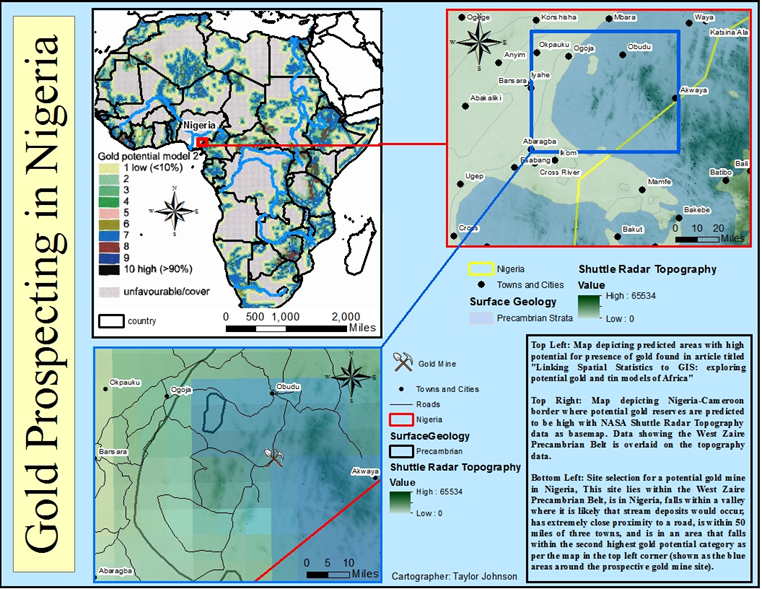 Gold Prospecting in Nigeria
Nigeria
Gold potential model 2
1 low (<10%)
2
3
4
5
6
7
8
9
10 high (>90%)
unfavourable/cover
country
0 500 1,000 2,000
Miles
Ogoge
Konshisha
Mbara
Waya
Katsina Ala
Anyim
Okpauku
Ogoja
Obudu
Bansara
Iyahe
Akwaya
Abakaliki
Abaragba
Ikom
Esabang
Cross River
Ugep
Mamfe
Batibo
Bali
Bakebe
Cross
Bakut
0 10 20
Miles
Nigeria
Towns and Cities
Surface Geology
Precambrian Strata
Shuttle Radar Topography
Value
High : 65534
Low : 0
Okpauku
Ogoja
Obudu
Bansara
Akwaya
Abaragba
0 5 10
Miles
Gold Mine
Towns and Cities
Roads
Nigeria
SurfaceGeology
Precambrian
Shuttle Radar Topography
Value
High : 65534
Low : 0
Cartographer: Taylor Johnson
Top Left: Map depicting predicted areas with high
potential for presence of gold found in article titled
"Linking Spatial Statistics to GIS: exploring
potential gold and tin models of Africa"
Top Right: Map depicting Nigeria-Cameroon
border where potential gold reserves are predicted
to be high with NASA Shuttle Radar Topography
data as basemap. Data showing the West Zaire
Precambrian Belt is overlaid on the topography
data.
Bottom Left: Site selection for a potential gold mine
in Nigeria, This site lies within the West Zaire
Precambrian Belt, is in Nigeria, falls within a valley
where it is likely that stream deposits would occur,
has extremely close proximity to a road, is within 50
miles of three towns, and is in an area that falls
within the second highest gold potential category as
per the map in the top left corner (shown as the blue
areas around the prospective gold mine site).